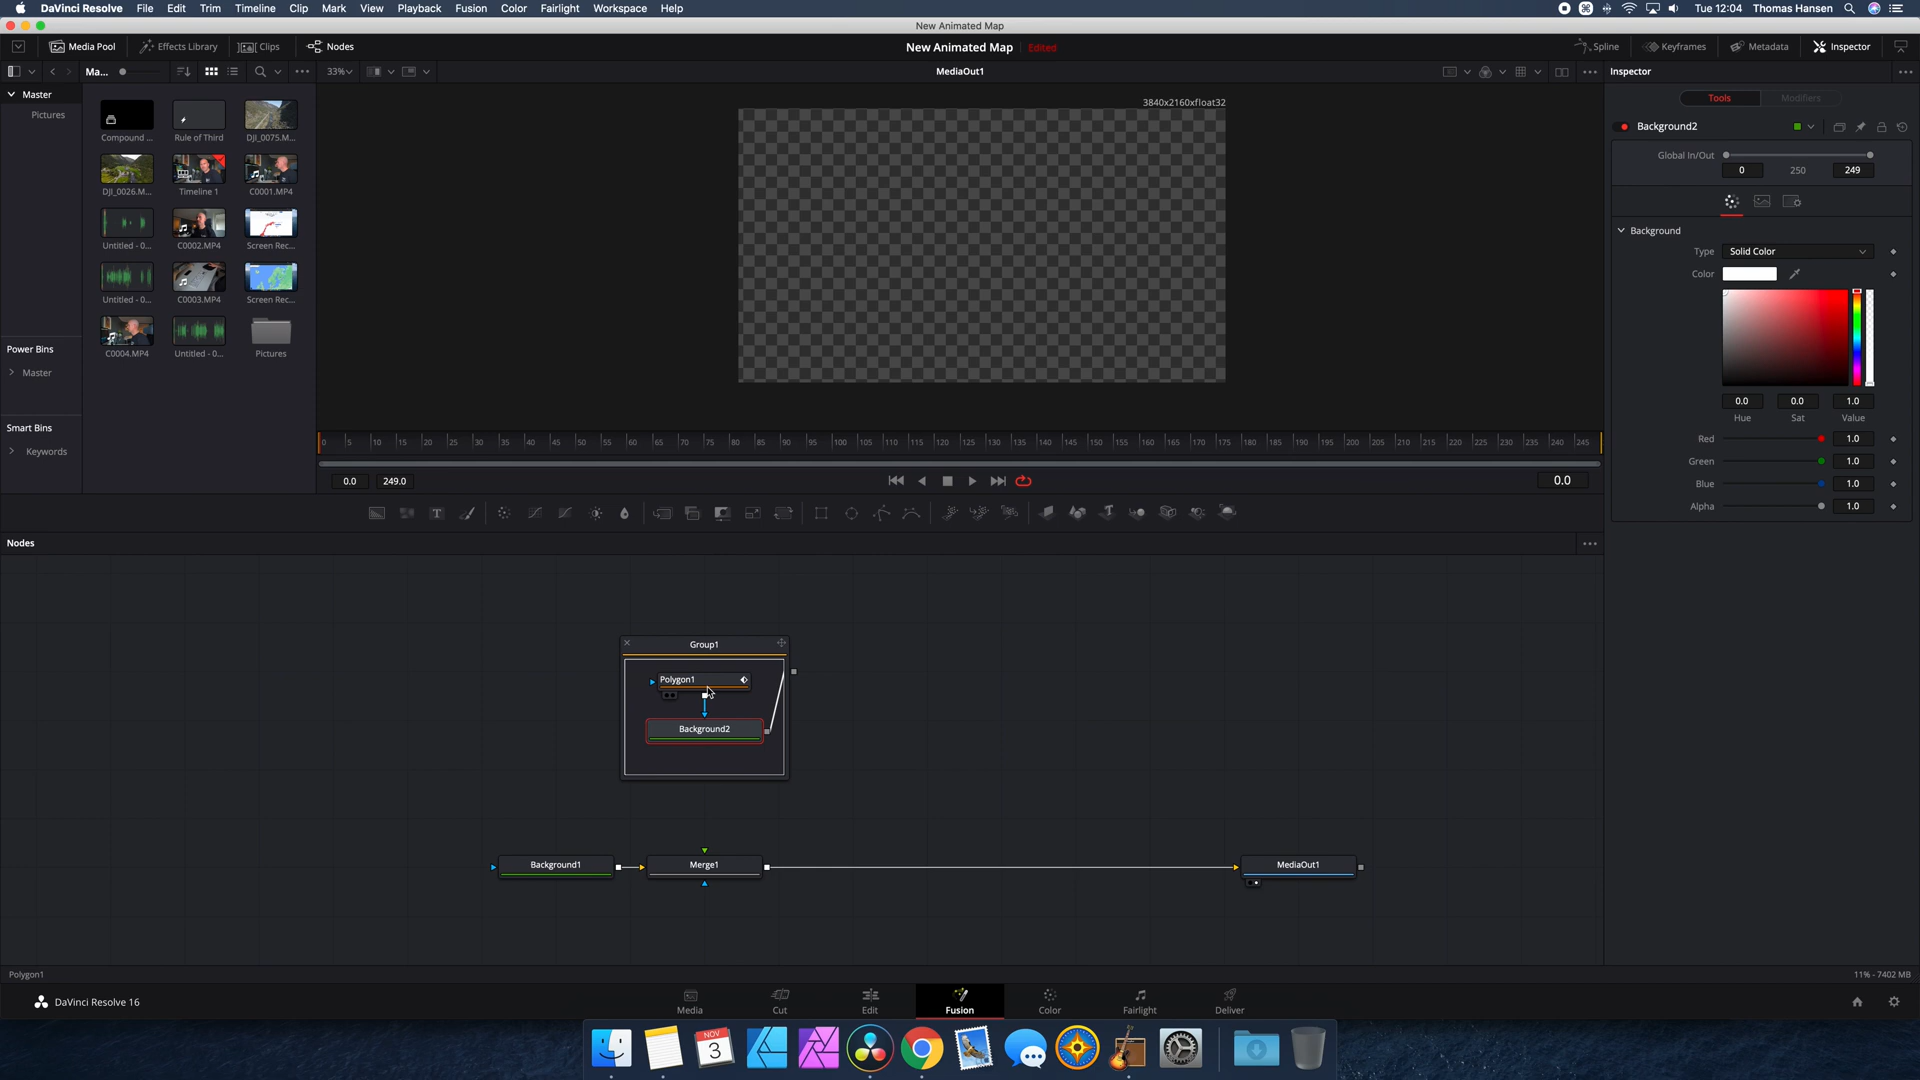 DaVinci Resolve File Edit Trim Timeline Clip Mark View Playback Fusion Color Fairlight Workspace Help Tue 12:04 Thomas Hansen
New Animated Map
Media Pool Effects Library Clips Nodes New Animated Map Edited Spline Keyframes Metadata Inspector
Ma... 33% MediaOut1 Inspector
Master
Pictures
3840x2160xfloat32
Tools Modifiers
Compound ... Rule of Third DJI_0075.M...
Background2
Global In/Out
0 250 249
DJI_0026.M... Timeline 1 C0001.MP4
Untitled - 0... C0002.MP4 Screen Rec...
Untitled - 0... C0003.MP4 Screen Rec...
C0004.MP4 Untitled - 0... Pictures
Background
Type Solid Color
Color
Power Bins
Master
Smart Bins
Keywords
0.0 0.0 1.0
Hue Sat Value
Red 1.0
Green 1.0
Blue 1.0
Alpha 1.0
0 5 10 15 20 25 30 35 40 45 50 55 60 65 70 75 80 85 90 95 100 105 110 115 120 125 130 135 140 145 150 155 160 165 170 175 180 185 190 195 200 205 210 215 220 225 230 235 240 245
0.0 249.0 0.0
T T
Nodes
Group1
Polygon1
Background2
Background1 Merge1 MediaOut1
Polygon1 11% - 7402 MB
DaVinci Resolve 16
Media Cut Edit Fusion Color Fairlight Deliver
NOV
3